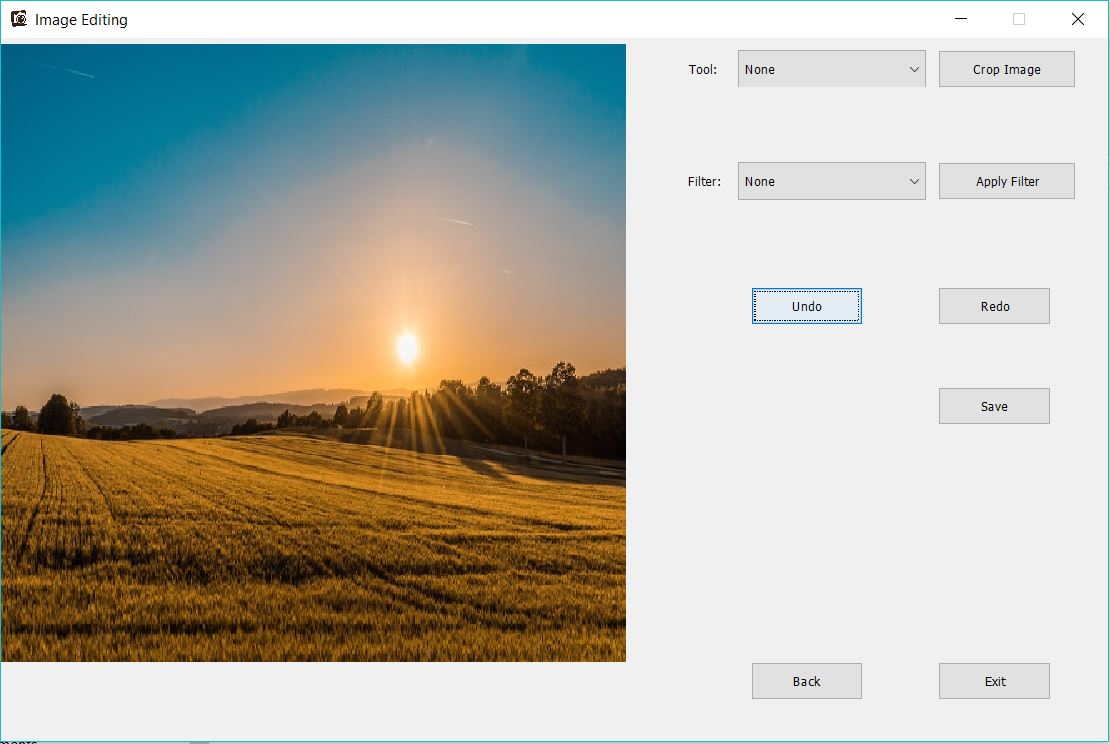 Image Editing
Tool: None Crop Image
Filter: None Apply Filter
Undo Redo
Save
Back Exit